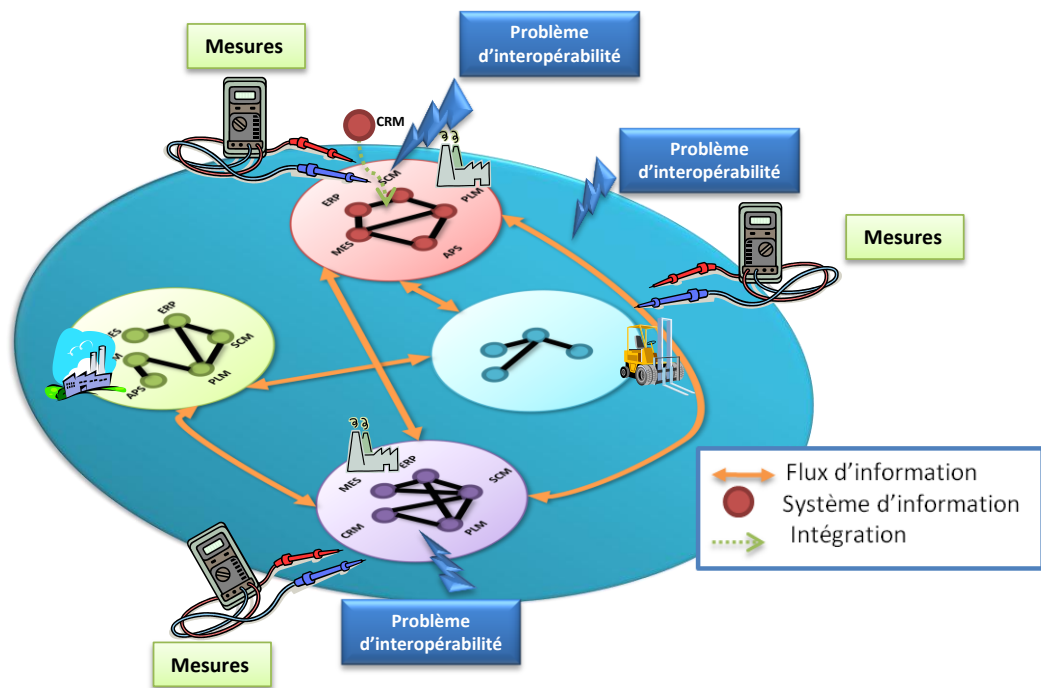 Problème
d'interopérabilité
Mesures
CRM
SCM
ERP
PLM
MES
APS
Problème
d'interopérabilité
Mesures
ERP
SCM
PLM
APS
ERP
MES
SCM
CRM
PLM
Flux d'information
Système d'information
Intégration
Problème
d'interopérabilité
Mesures